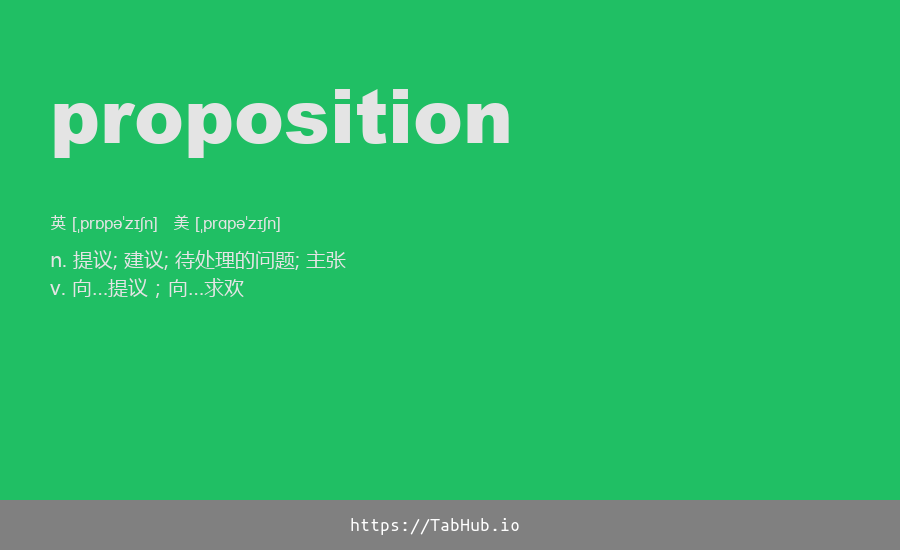 proposition
英 [ˌprɒpəˈzɪʃn] 美 [ˌprɑpəˈzɪʃn]
n. 提议; 建议; 待处理的问题; 主张
v. 向...提议；向...求欢
https://TabHub.io